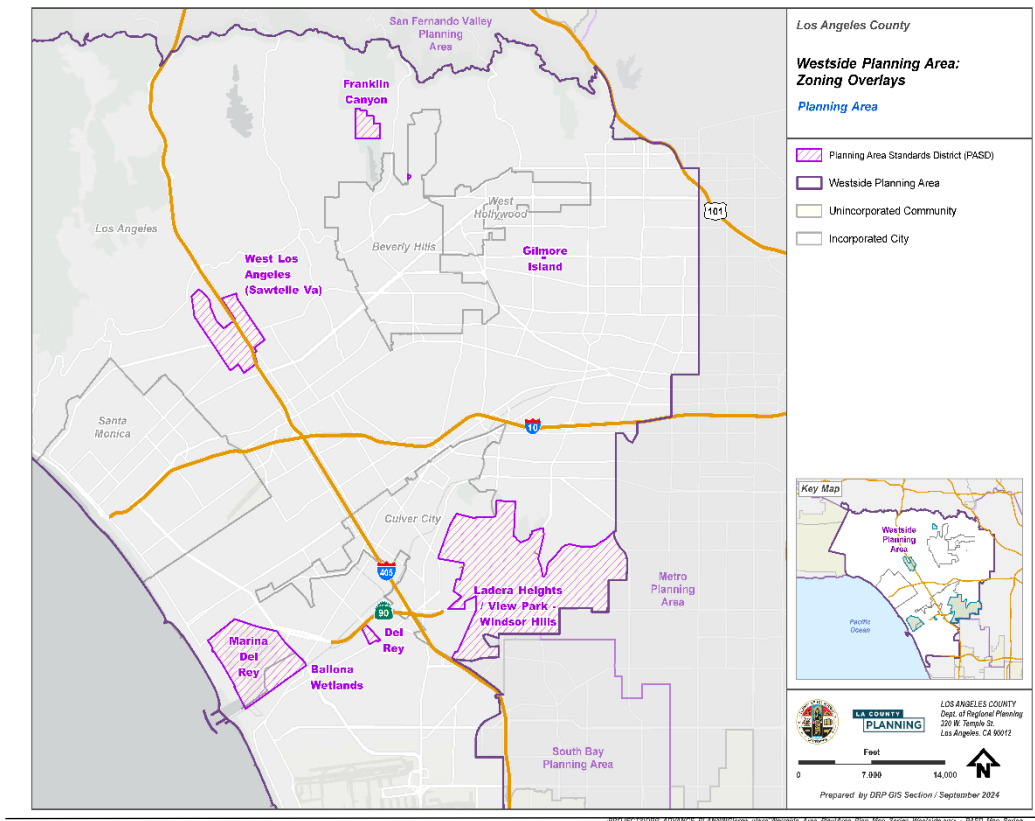 San Fernando Valley
Planning
Area
Franklin
Canyon
Los Angeles
West
Hollywood
Beverly Hills
101
Gilmore
Island
West Los
Angeles
(Sawtelle Va)
Santa
Monica
10
Culver City
405
Ladera Heights
/ View Park -
Windsor Hills
Metro
Planning
Area
90
Marina
Del
Rey
Del
Rey
Ballona
Wetlands
South Bay
Planning Area
Los Angeles County
Westside Planning Area:
Zoning Overlays
Planning Area
Planning Area Standards District (PASD)
Westside Planning Area
Unincorporated Community
Incorporated City
Key Map
Westside
Planning
Area
Pacific
Ocean
LA COUNTY
PLANNING
LOS ANGELES COUNTY
Dept. of Regional Planning
320 W. Temple St.
Los Angeles, CA 90012
Feet
0 7,000 14,000
N
Prepared by DRP GIS Section / September 2024